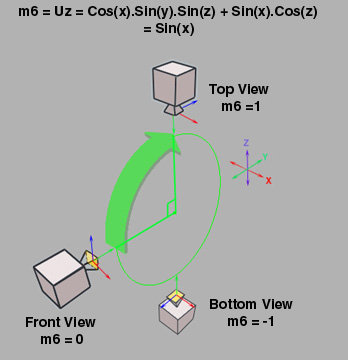 m6 = Uz = Cos(x).Sin(y).Sin(z) + Sin(x).Cos(z)
= Sin(x)
Top View
m6 =1
Z
Y
X
Bottom View
m6 = -1
Front View
m6 = 0